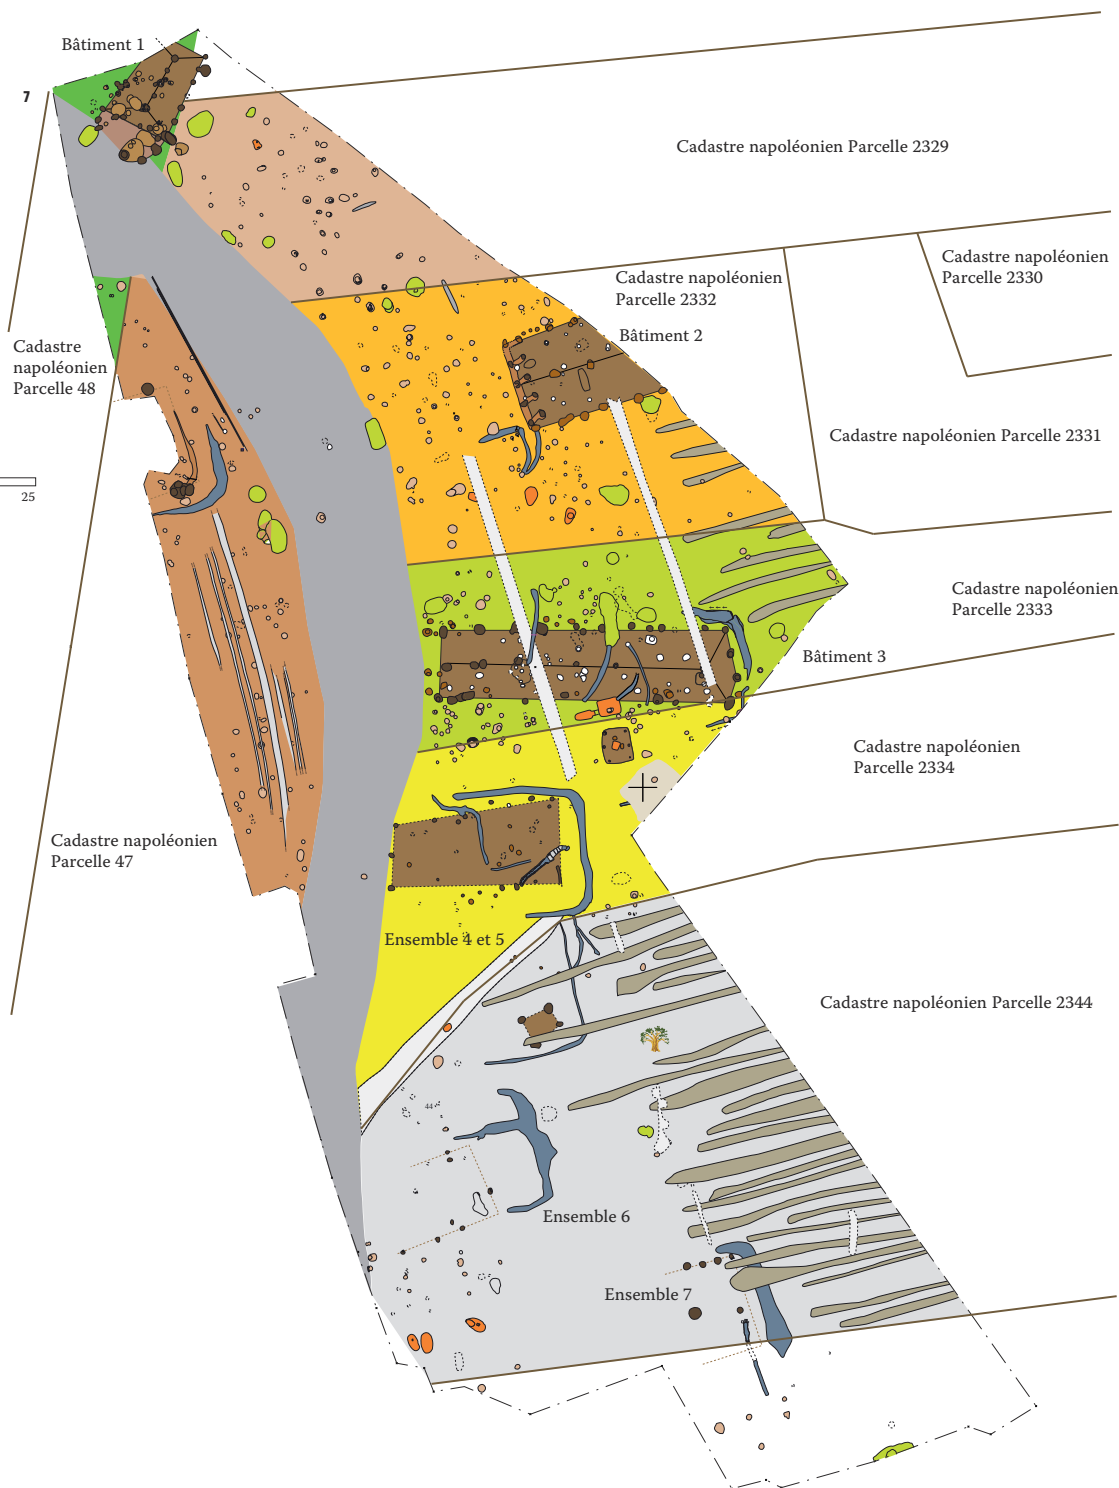 Bâtiment 1
7
Cadastre napoléonien Parcelle 2329
Cadastre napoléonien
Parcelle 2330
Cadastre napoléonien
Parcelle 2332
Bâtiment 2
Cadastre
napoléonien
Parcelle 48
Cadastre napoléonien Parcelle 2331
25
Cadastre napoléonien
Parcelle 2333
Bâtiment 3
Cadastre napoléonien
Parcelle 2334
Cadastre napoléonien
Parcelle 47
Ensemble 4 et 5
Cadastre napoléonien Parcelle 2344
44
Ensemble 6
Ensemble 7